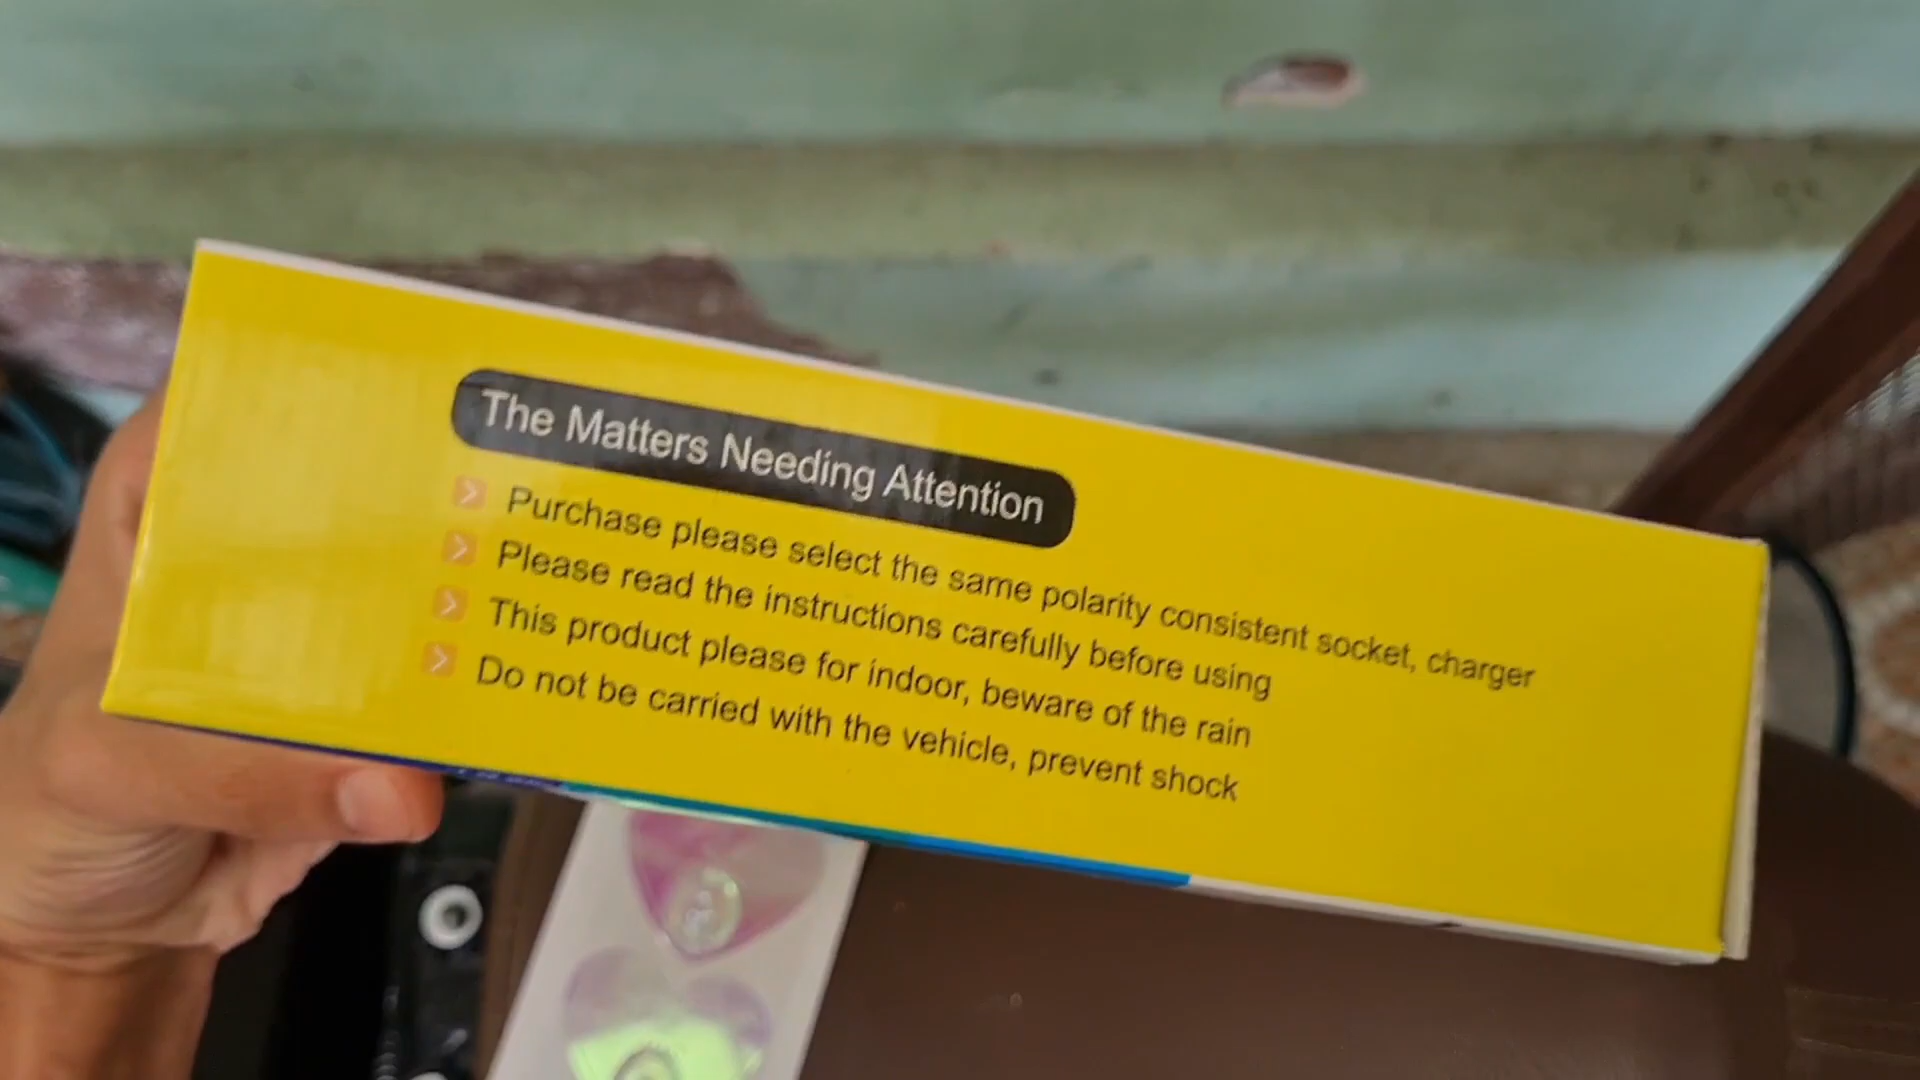 The Matters Needing Attention
Purchase please select the same polarity consistent socket, charger
Please read the instructions carefully before using
This product please for indoor, beware of the rain
Do not be carried with the vehicle, prevent shock